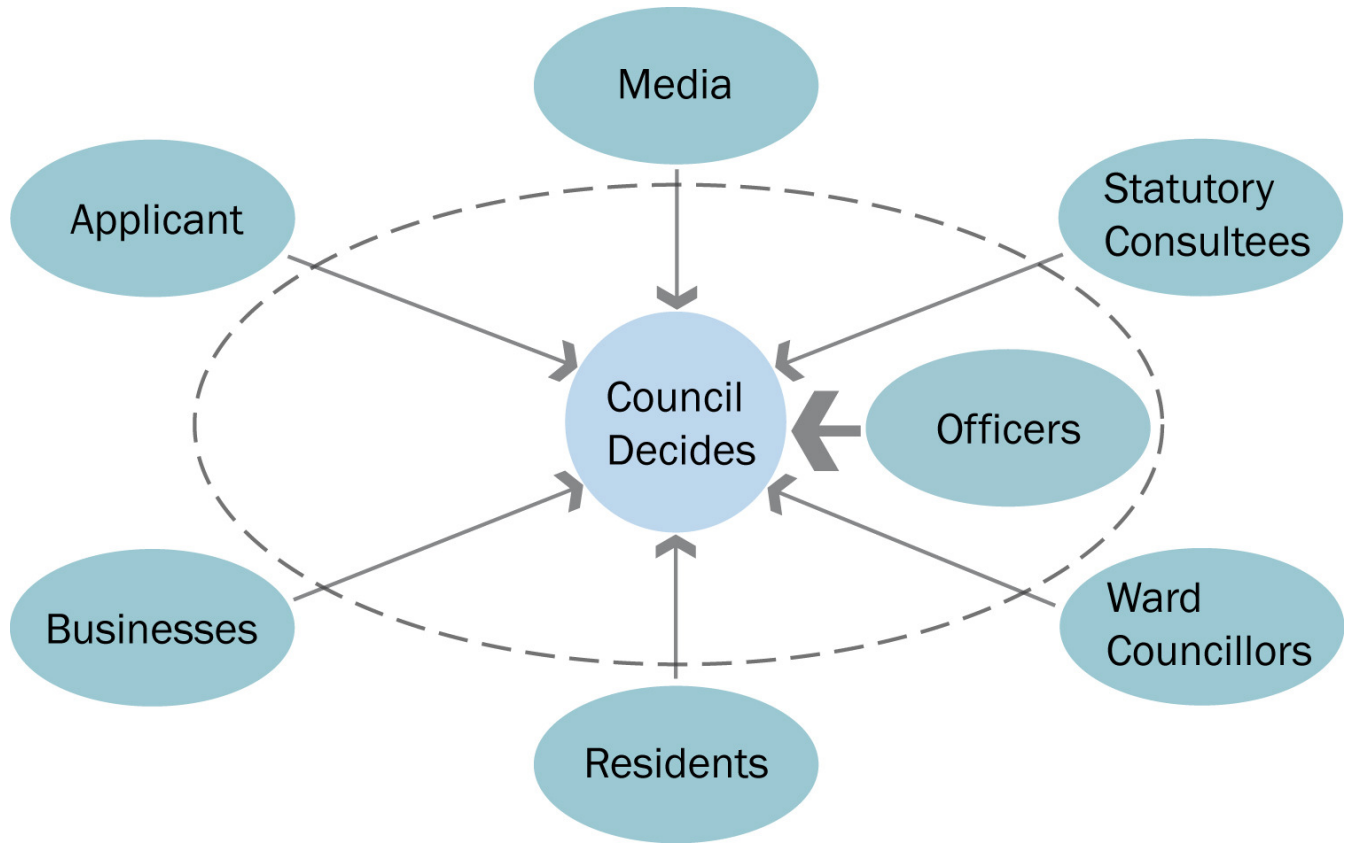 Media
Applicant
Statutory
Consultees
Council
Decides
Officers
Businesses
Ward
Councillors
Residents